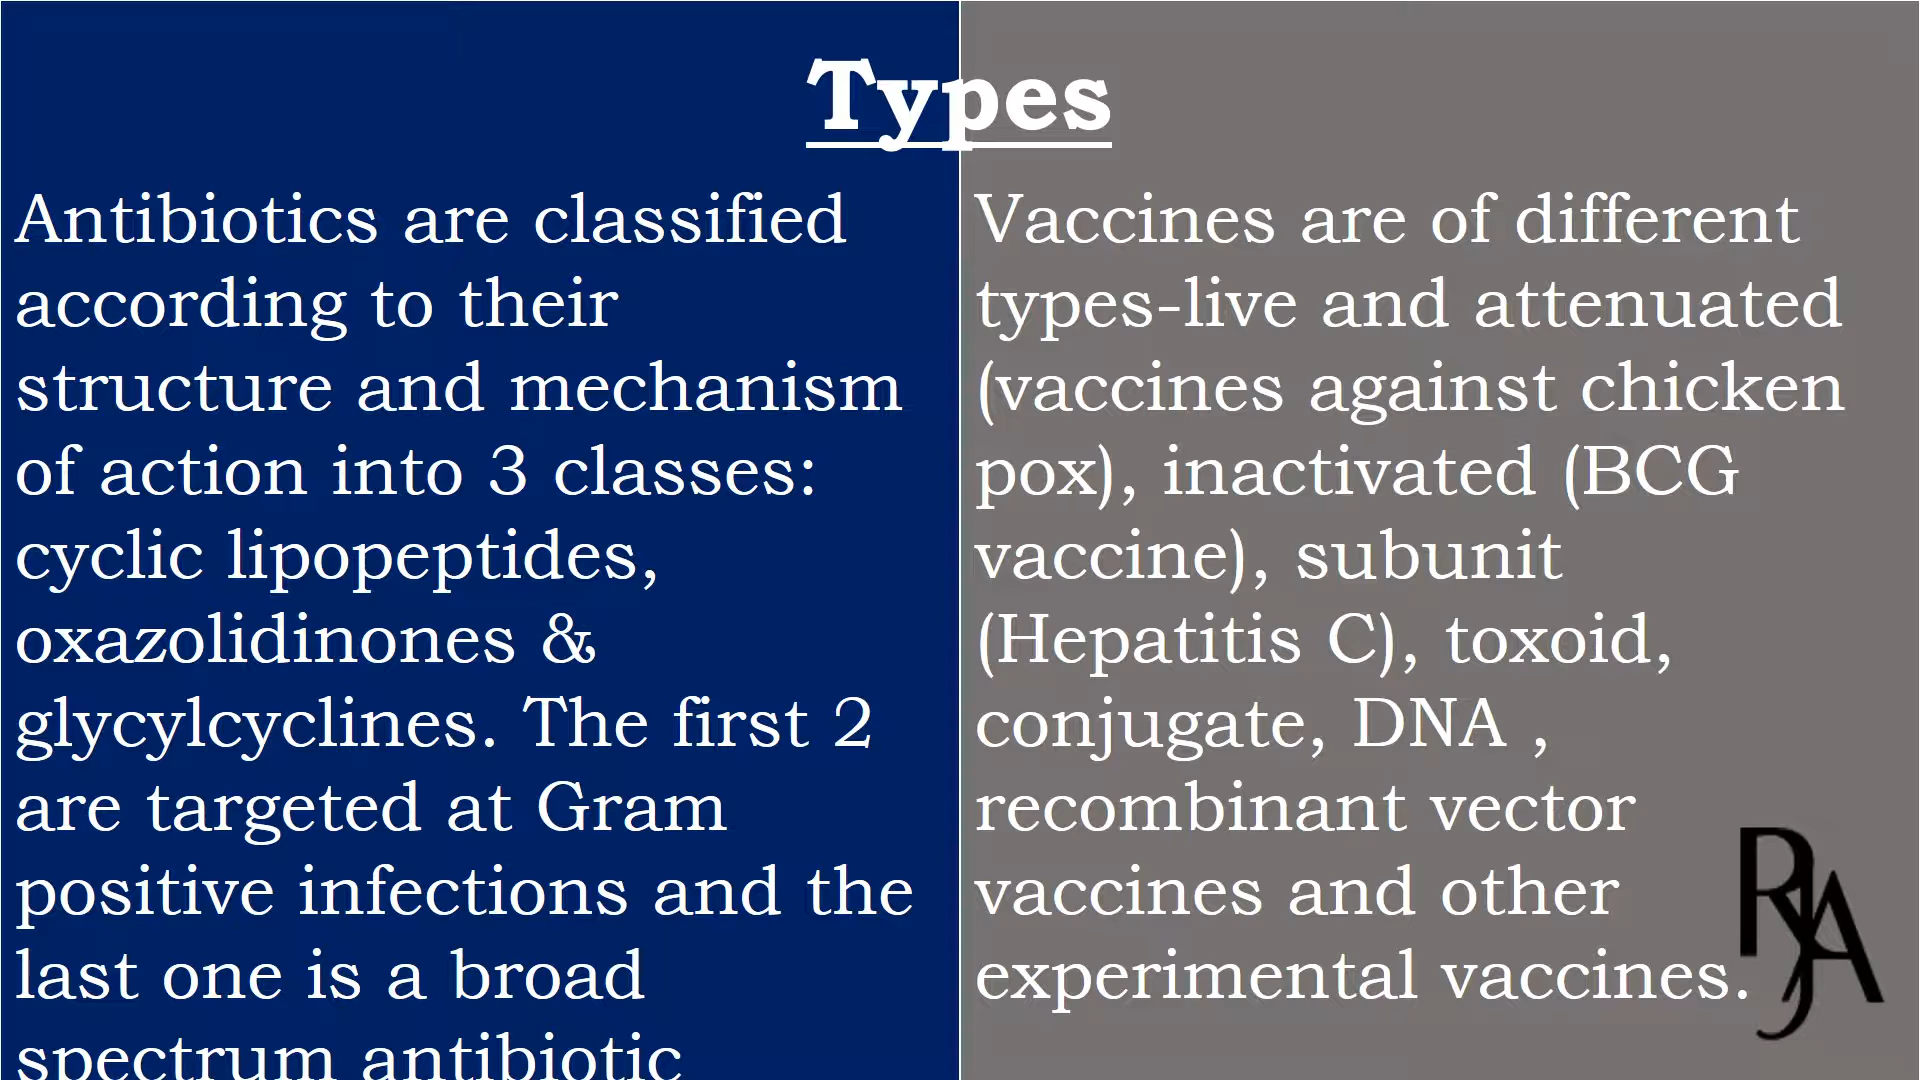 Types
Antibiotics are classified
according to their
structure and mechanism
of action into 3 classes:
cyclic lipopeptides,
oxazolidinones &
glycylcyclines. The first 2
are targeted at Gram
positive infections and the
last one is a broad
spectrum antibiotic
Vaccines are of different
types-live and attenuated
(vaccines against chicken
pox), inactivated (BCG
vaccine), subunit
(Hepatitis C), toxoid,
conjugate, DNA ,
recombinant vector
vaccines and other
experimental vaccines.
RJA